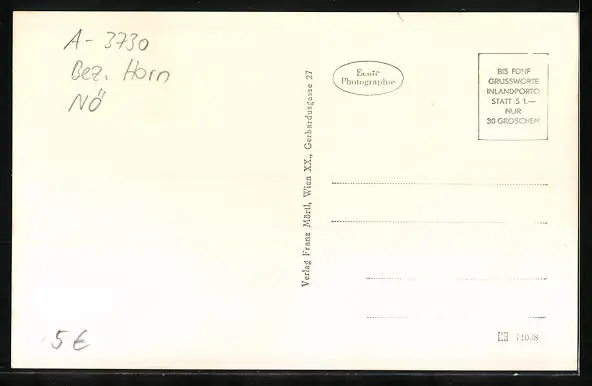 A - 3730
Bez. Horn
NÖ
5 €
Verlag Franz Mörtl, Wien XX., Gerhardusgasse 27
Echte
Photographie
BIS FÜNF
GRUSSWORTE
INLANDPORTO
STATT S 1.—
NUR
30 GROSCHEN